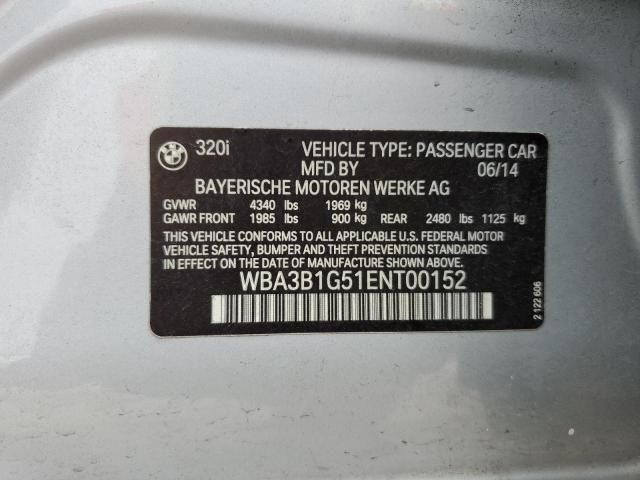 BMW
320i VEHICLE TYPE: PASSENGER CAR
MFD BY 06/14
BAYERISCHE MOTOREN WERKE AG
GVWR 4340 lbs 1969 kg
GAWR FRONT 1985 lbs 900 kg REAR 2480 lbs 1125 kg
THIS VEHICLE CONFORMS TO ALL APPLICABLE U.S. FEDERAL MOTOR
VEHICLE SAFETY, BUMPER AND THEFT PREVENTION STANDARDS
IN EFFECT ON THE DATE OF MANUFACTURE SHOWN ABOVE.
WBA3B1G51ENT00152
2 122 606